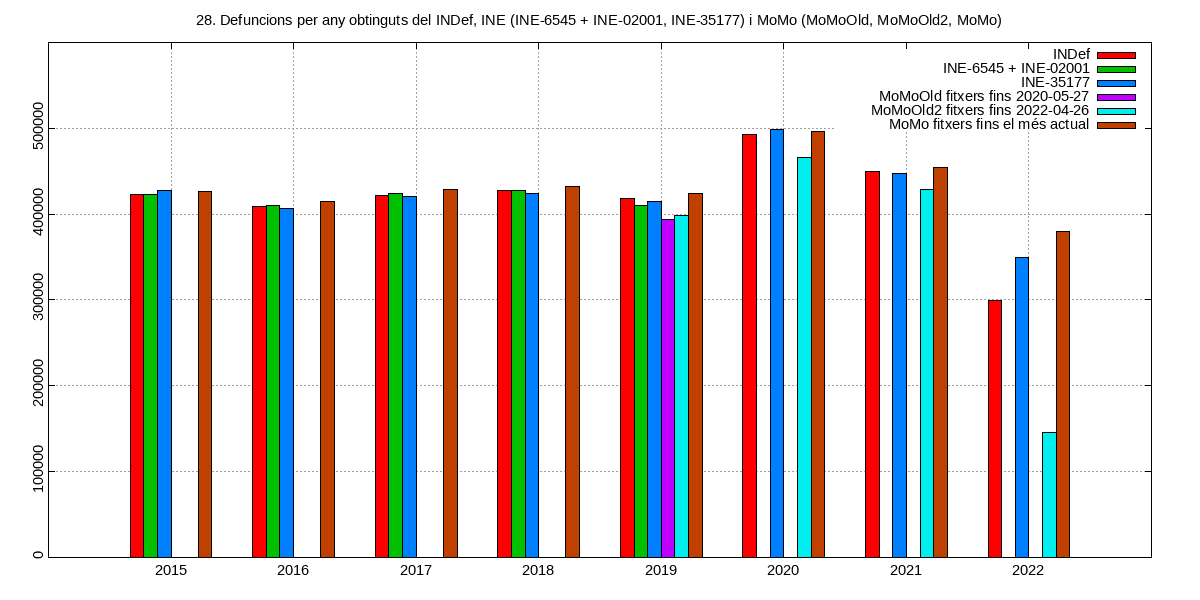 28. Defuncions per any obtinguts del INDef, INE (INE-6545 + INE-02001, INE-35177) i MoMo (MoMoOld, MoMoOld2, MoMo)
INDef
INE-6545 + INE-02001
INE-35177
MoMoOld fitxers fins 2020-05-27
MoMoOld2 fitxers fins 2022-04-26
MoMo fitxers fins el més actual
500000
400000
300000
200000
100000
0
2015 2016 2017 2018 2019 2020 2021 2022